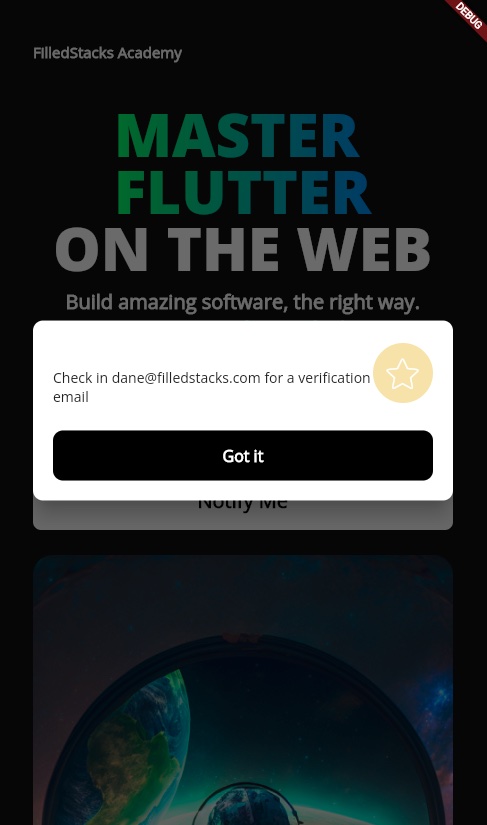 DEBUG
FilledStacks Academy
MASTER
FLUTTER
ON THE WEB
Build amazing software, the right way.
Check in dane@filledstacks.com for a verification
email
Got it
Notify Me